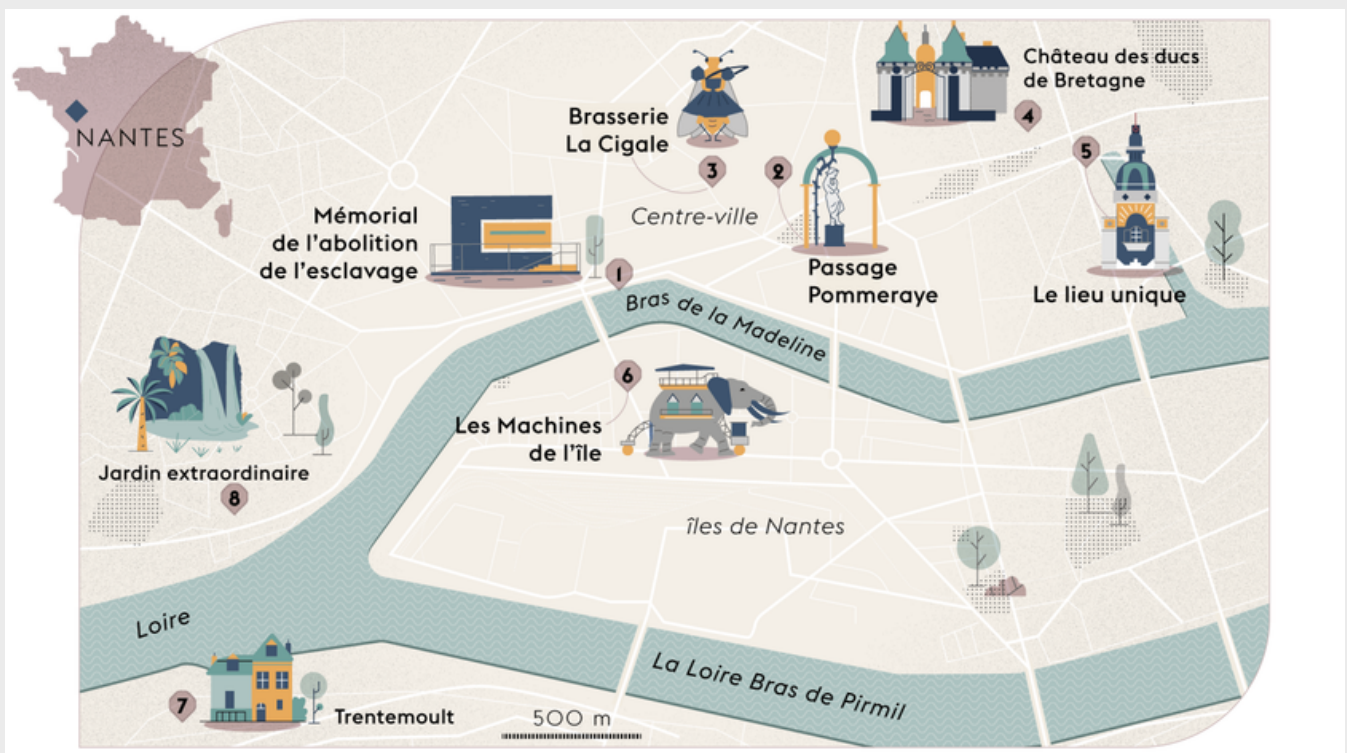 NANTES
Château des ducs
de Bretagne
4
Brasserie
La Cigale
3
2
5
Mémorial
de l'abolition
de l'esclavage
1
Centre-ville
Passage
Pommeraye
Le lieu unique
Bras de la Madeline
6
Les Machines
de l'île
Jardin extraordinaire
8
îles de Nantes
Loire
La Loire Bras de Pirmil
7
Trentemoult
500 m